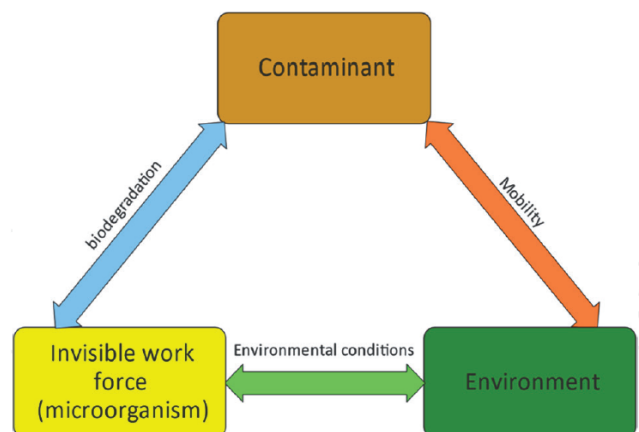 Contaminant
biodegradation
Mobility
Invisible work
force
(microorganism)
Environmental conditions
Environment